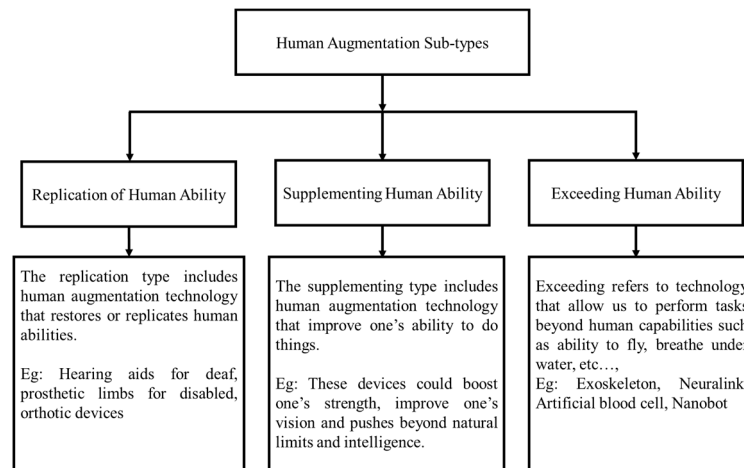 Human Augmentation Sub-types
Replication of Human Ability
Supplementing Human Ability
Exceeding Human Ability
The replication type includes
human augmentation technology
that restores or replicates human
abilities.
Eg: Hearing aids for deaf,
prosthetic limbs for disabled,
orthotic devices
The supplementing type includes
human augmentation technology
that improve one’s ability to do
things.
Eg: These devices could boost
one’s strength, improve one’s
vision and pushes beyond natural
limits and intelligence.
Exceeding refers to technology
that allow us to perform tasks
beyond human capabilities such
as ability to fly, breathe under
water, etc…,
Eg: Exoskeleton, Neuralink,
Artificial blood cell, Nanobot